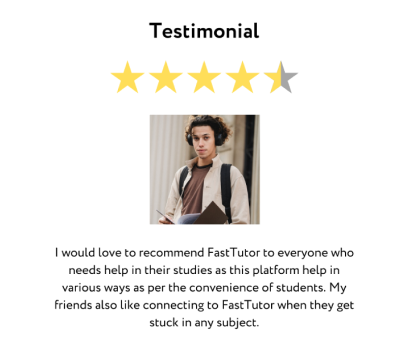 Testimonial
I would love to recommend FastTutor to everyone who
needs help in their studies as this platform help in
various ways as per the convenience of students. My
friends also like connecting to FastTutor when they get
stuck in any subject.